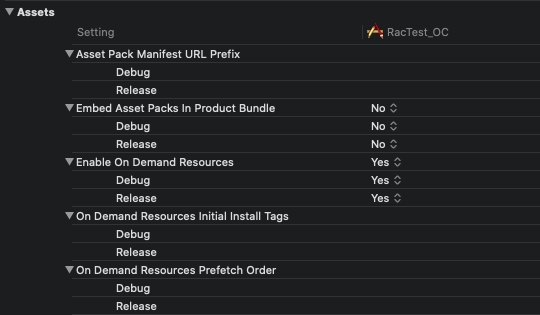 Assets
Setting RacTest_OC
Asset Pack Manifest URL Prefix
Debug
Release
Embed Asset Packs In Product Bundle No
Debug No
Release No
Enable On Demand Resources Yes
Debug Yes
Release Yes
On Demand Resources Initial Install Tags
Debug
Release
On Demand Resources Prefetch Order
Debug
Release